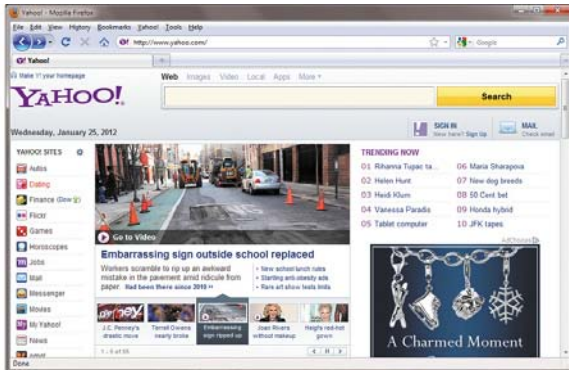 Yahoo! - Mozilla Firefox
File Edit View History Bookmarks Yahoo! Tools Help
http://www.yahoo.com/
Google
Yahoo!
Make Y! your homepage
Web Images Video Local Apps More
YAHOO!
Search
Wednesday, January 25, 2012
SIGN IN
New here? Sign Up
MAIL
Check email
YAHOO! SITES
Autos
Dating
Finance (Dow)
Flickr
Games
Horoscopes
Jobs
Mail
Messenger
Movies
My Yahoo!
News
Go to Video
Embarrassing sign outside school replaced
Workers scramble to rip up an awkward
mistake in the pavement amid ridicule from
paper. Had been there since 2010 »
• New school lunch rules
• Starting anti-obesity ads
• Rare art show tests limits
J.C. Penney's
drastic move
Terrell Owens
nearly broke
Embarrassing
sign ripped up
Joan Rivers
without makeup
Heigl's red-hot
gown
1 - 5 of 55
TRENDING NOW
01 Rihanna Tupac ta...
02 Helen Hunt
03 Heidi Klum
04 Vanessa Paradis
05 Tablet computer
06 Maria Sharapova
07 New dog breeds
08 50 Cent bet
09 Honda hybrid
10 JFK tapes
AdChoices
A Charmed Moment
Done